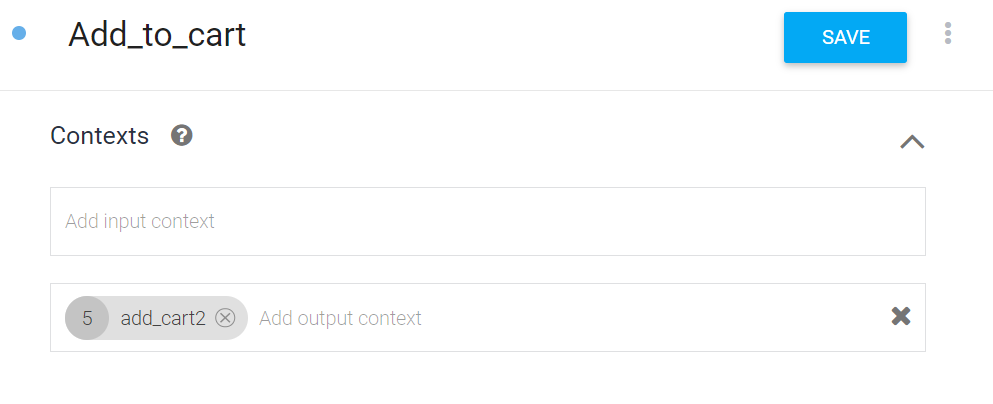 Add_to_cart SAVE
Contexts ?
Add input context
5 add_cart2 Add output context